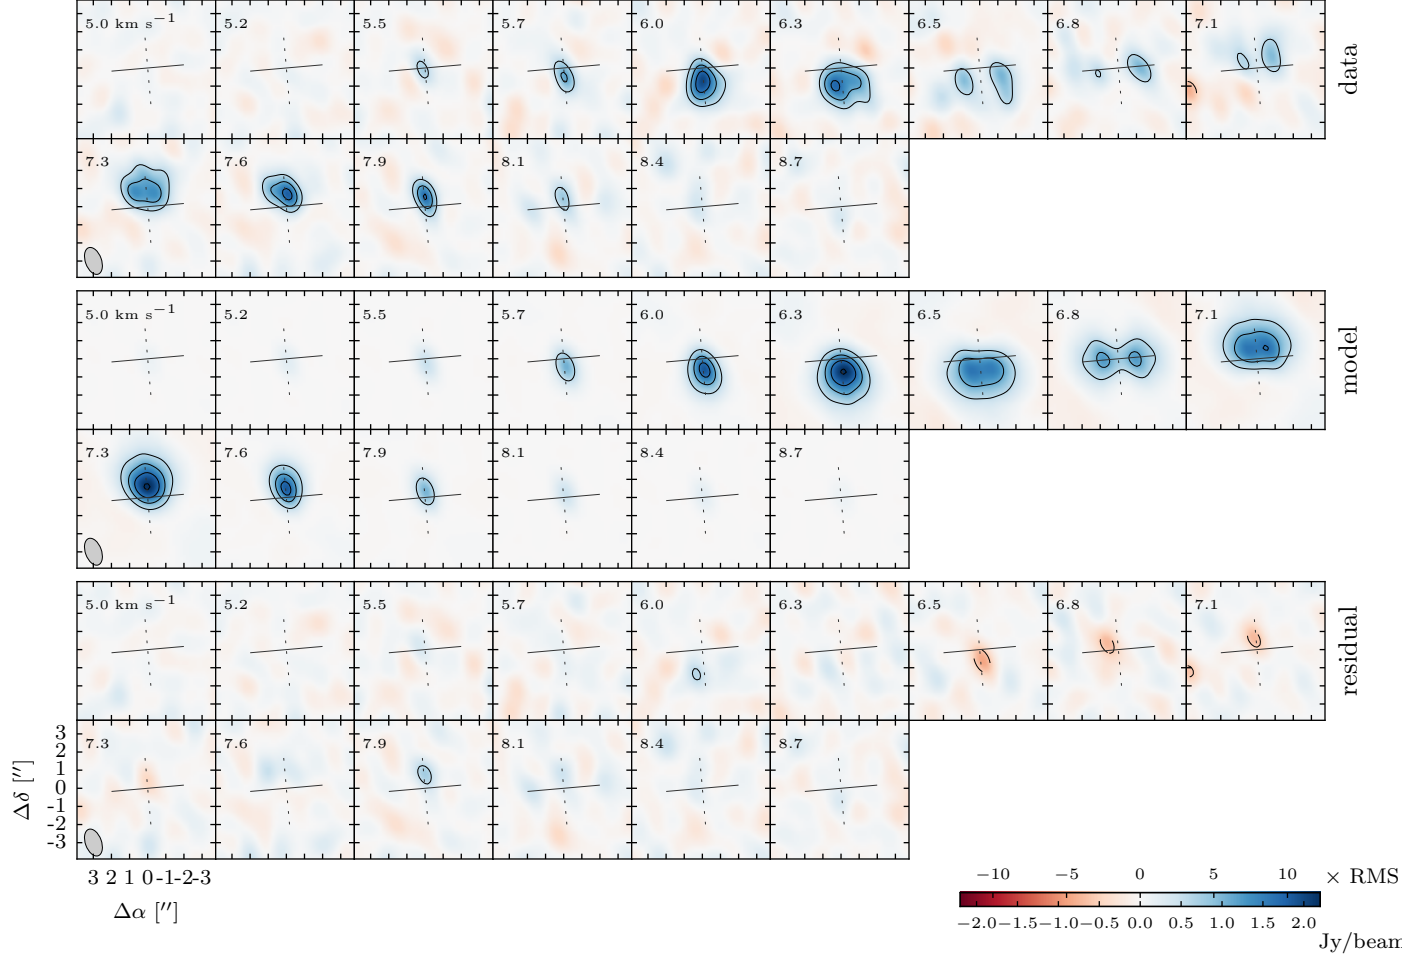 5.0 km s−1 5.2 5.5 5.7 6.0 6.3 6.5 6.8 7.1
data
7.3 7.6 7.9 8.1 8.4 8.7
5.0 km s−1 5.2 5.5 5.7 6.0 6.3 6.5 6.8 7.1
model
7.3 7.6 7.9 8.1 8.4 8.7
5.0 km s−1 5.2 5.5 5.7 6.0 6.3 6.5 6.8 7.1
residual
7.3 7.6 7.9 8.1 8.4 8.7
3
2
1
0
-1
-2
-3
Δδ [″]
3 2 1 0 -1 -2 -3
Δα [″]
−10 −5 0 5 10 × RMS
−2.0 −1.5 −1.0 −0.5 0.0 0.5 1.0 1.5 2.0
Jy/beam